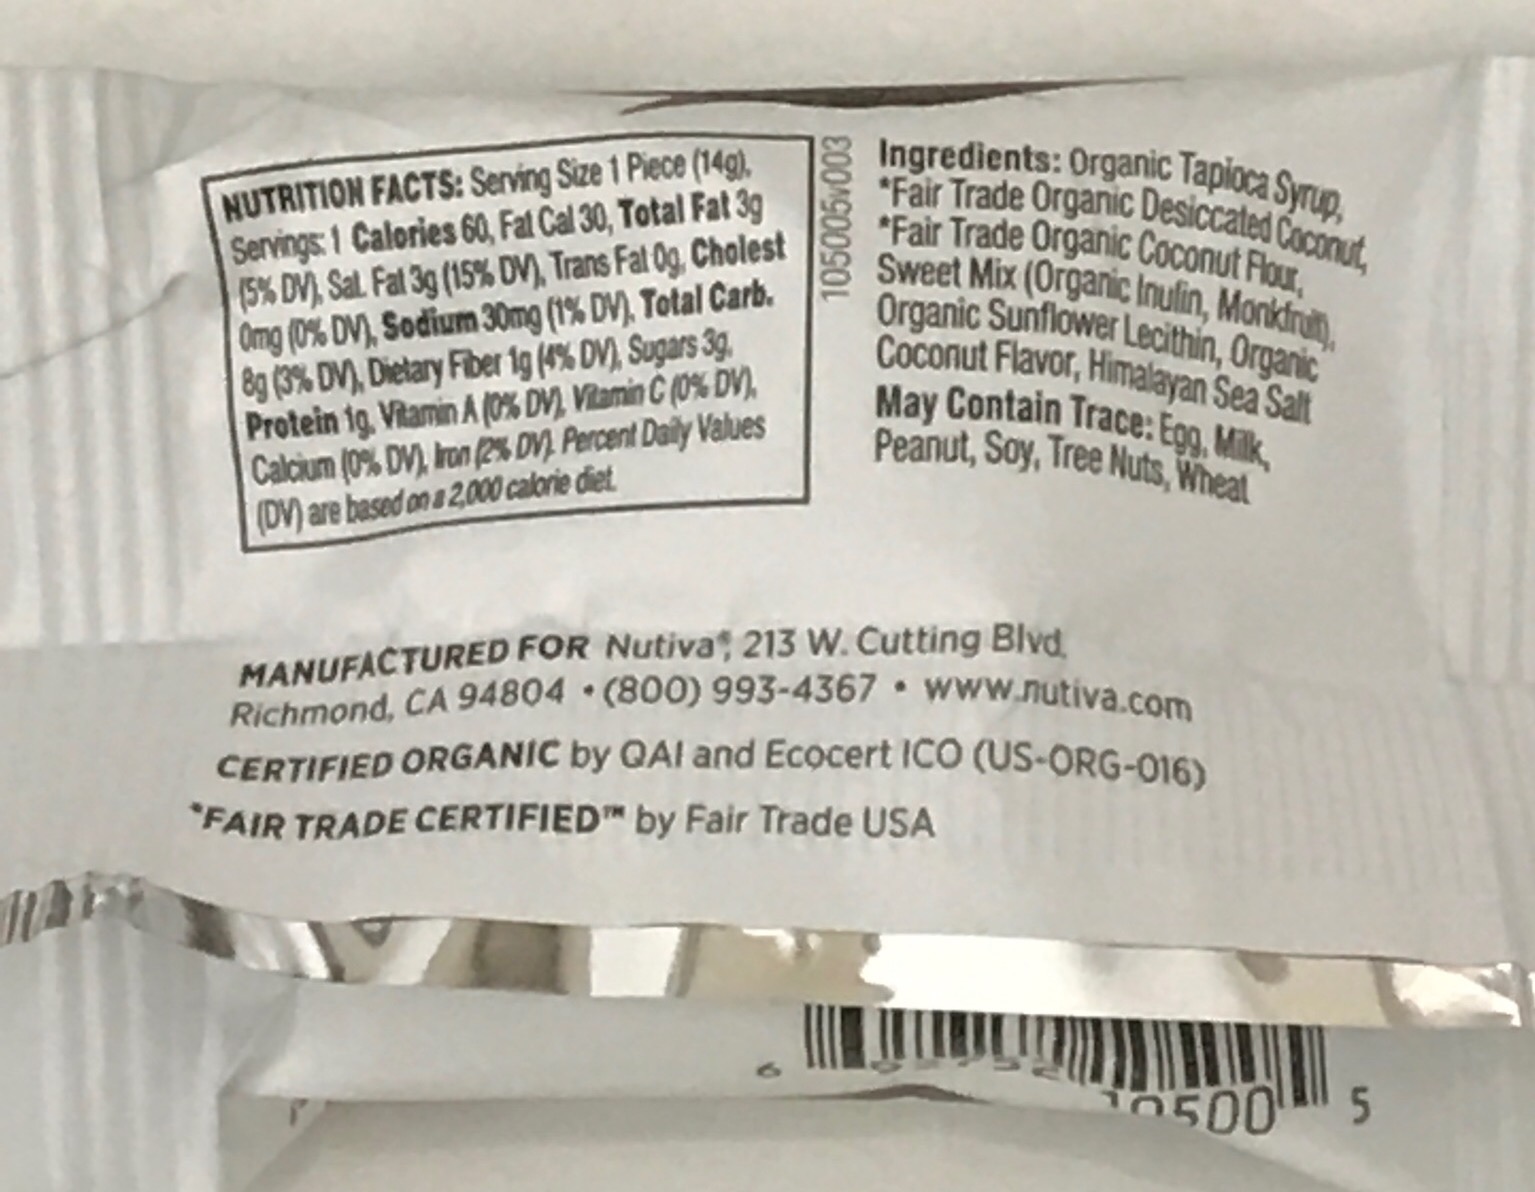 NUTRITION FACTS: Serving Size 1 Piece (14g),
Servings: 1 Calories 60, Fat Cal 30, Total Fat 3g
(5% DV), Sat. Fat 3g (15% DV), Trans Fat 0g, Cholest
0mg (0% DV), Sodium 30mg (1% DV), Total Carb.
8g (3% DV), Dietary Fiber 1g (4% DV), Sugars 3g,
Protein 1g, Vitamin A (0% DV), Vitamin C (0% DV),
Calcium (0% DV), Iron (2% DV). Percent Daily Values
(DV) are based on a 2,000 calorie diet.
105005v003
Ingredients: Organic Tapioca Syrup,
*Fair Trade Organic Desiccated Coconut,
*Fair Trade Organic Coconut Flour,
Sweet Mix (Organic Inulin, Monkfruit),
Organic Sunflower Lecithin, Organic
Coconut Flavor, Himalayan Sea Salt
May Contain Trace: Egg, Milk,
Peanut, Soy, Tree Nuts, Wheat
MANUFACTURED FOR Nutiva®, 213 W. Cutting Blvd.
Richmond, CA 94804 • (800) 993-4367 • www.nutiva.com
CERTIFIED ORGANIC by QAI and Ecocert ICO (US-ORG-016)
*FAIR TRADE CERTIFIED™ by Fair Trade USA
6 10500 5